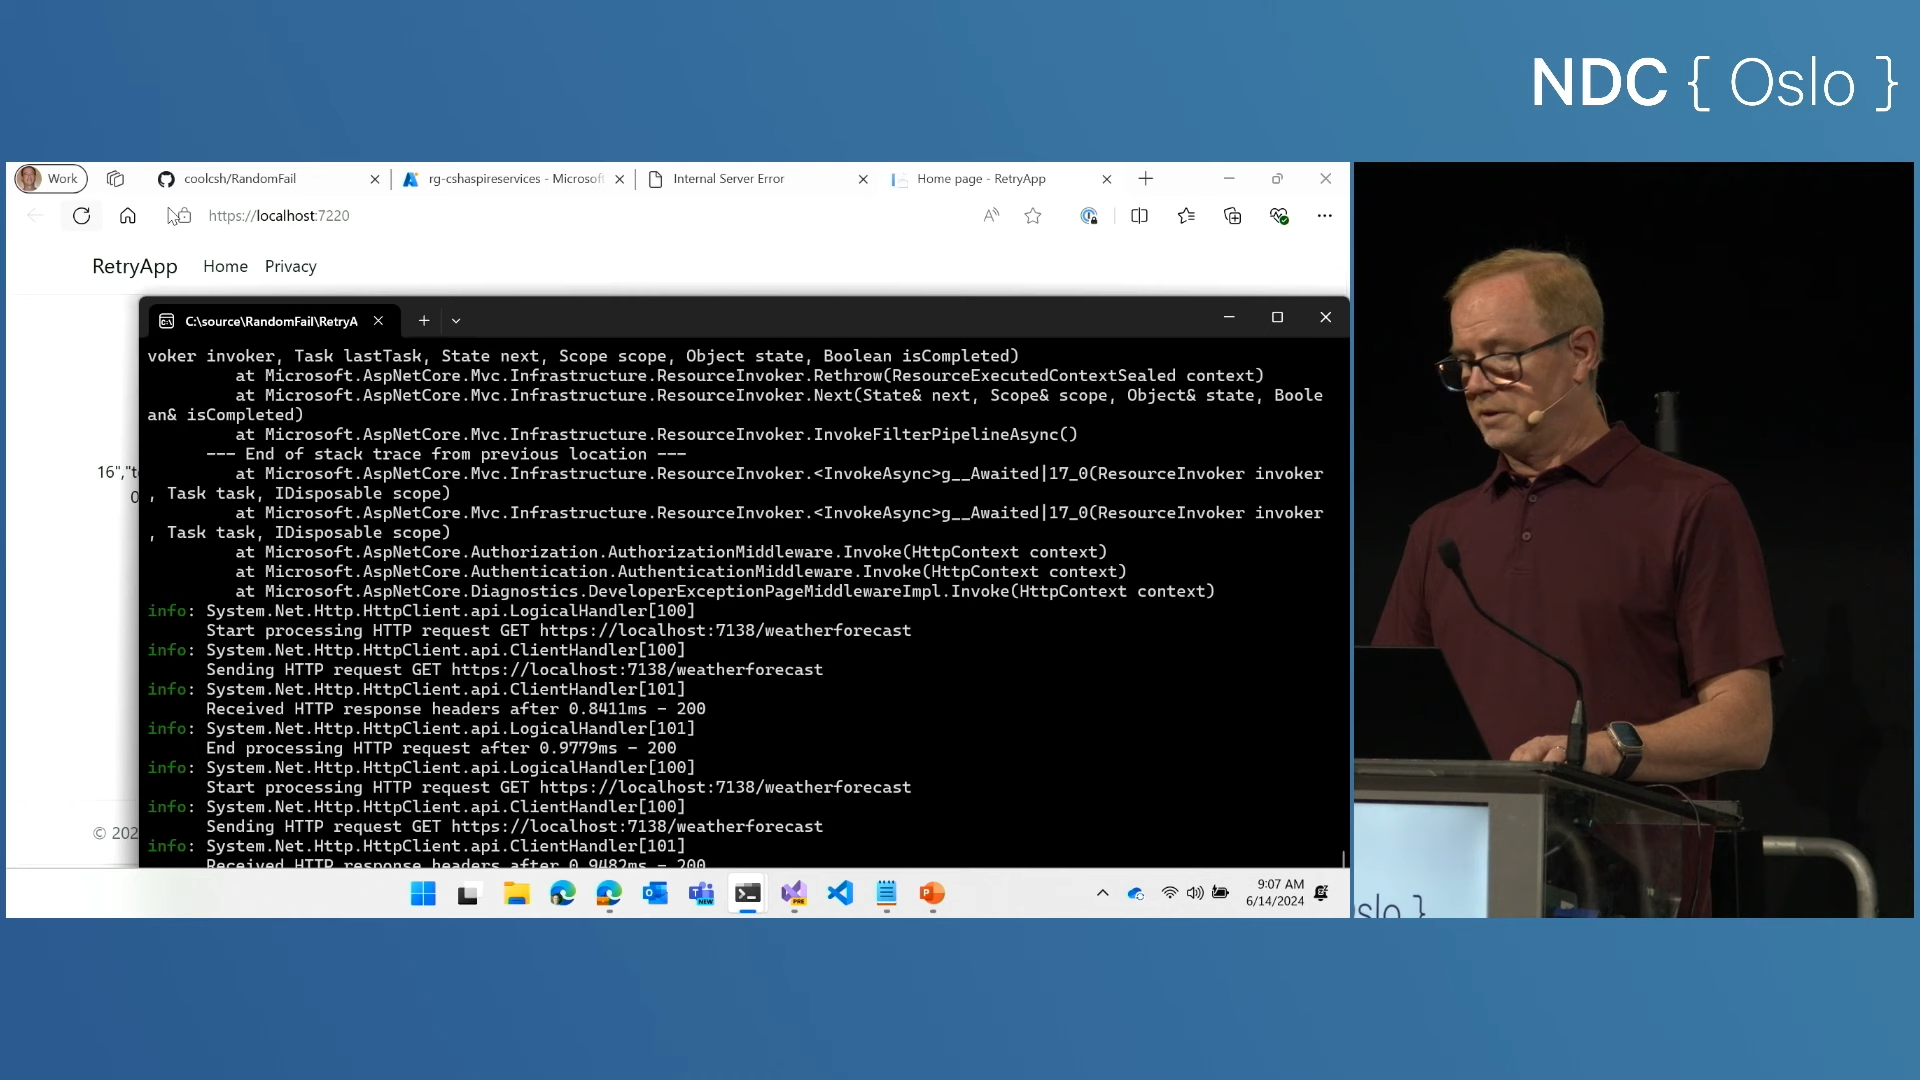 NDC { Oslo }
Work
coolcsh/RandomFail
rg-cshaspireservices - Microsoft
Internal Server Error
Home page - RetryApp
https://localhost:7220
RetryApp
Home
Privacy
C:\source\RandomFail\RetryA
voker invoker, Task lastTask, State next, Scope scope, Object state, Boolean isCompleted)
at Microsoft.AspNetCore.Mvc.Infrastructure.ResourceInvoker.Rethrow(ResourceExecutedContextSealed context)
at Microsoft.AspNetCore.Mvc.Infrastructure.ResourceInvoker.Next(State& next, Scope& scope, Object& state, Boole
an& isCompleted)
at Microsoft.AspNetCore.Mvc.Infrastructure.ResourceInvoker.InvokeFilterPipelineAsync()
--- End of stack trace from previous location ---
at Microsoft.AspNetCore.Mvc.Infrastructure.ResourceInvoker.<InvokeAsync>g__Awaited|17_0(ResourceInvoker invoker
, Task task, IDisposable scope)
at Microsoft.AspNetCore.Mvc.Infrastructure.ResourceInvoker.<InvokeAsync>g__Awaited|17_0(ResourceInvoker invoker
, Task task, IDisposable scope)
at Microsoft.AspNetCore.Authorization.AuthorizationMiddleware.Invoke(HttpContext context)
at Microsoft.AspNetCore.Authentication.AuthenticationMiddleware.Invoke(HttpContext context)
at Microsoft.AspNetCore.Diagnostics.DeveloperExceptionPageMiddlewareImpl.Invoke(HttpContext context)
info: System.Net.Http.HttpClient.api.LogicalHandler[100]
Start processing HTTP request GET https://localhost:7138/weatherforecast
info: System.Net.Http.HttpClient.api.ClientHandler[100]
Sending HTTP request GET https://localhost:7138/weatherforecast
info: System.Net.Http.HttpClient.api.ClientHandler[101]
Received HTTP response headers after 0.8411ms - 200
info: System.Net.Http.HttpClient.api.LogicalHandler[101]
End processing HTTP request after 0.9779ms - 200
info: System.Net.Http.HttpClient.api.LogicalHandler[100]
Start processing HTTP request GET https://localhost:7138/weatherforecast
info: System.Net.Http.HttpClient.api.ClientHandler[100]
Sending HTTP request GET https://localhost:7138/weatherforecast
info: System.Net.Http.HttpClient.api.ClientHandler[101]
Received HTTP response headers after 0.9482ms - 200
16","t
0
© 202
9:07 AM
6/14/2024
slo }